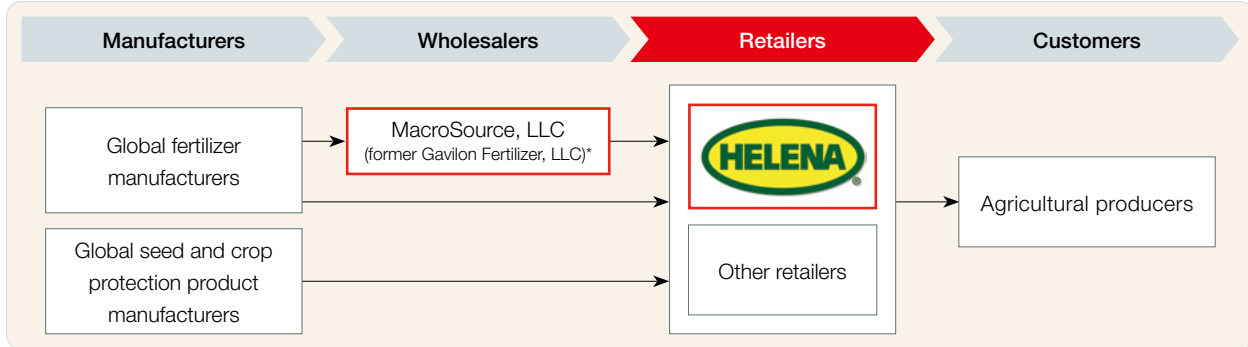 Manufacturers
Wholesalers
Retailers
Customers
Global fertilizer
manufacturers
MacroSource, LLC
(former Gavilon Fertilizer, LLC)*
HELENA
®
Agricultural producers
Global seed and crop
protection product
manufacturers
Other retailers